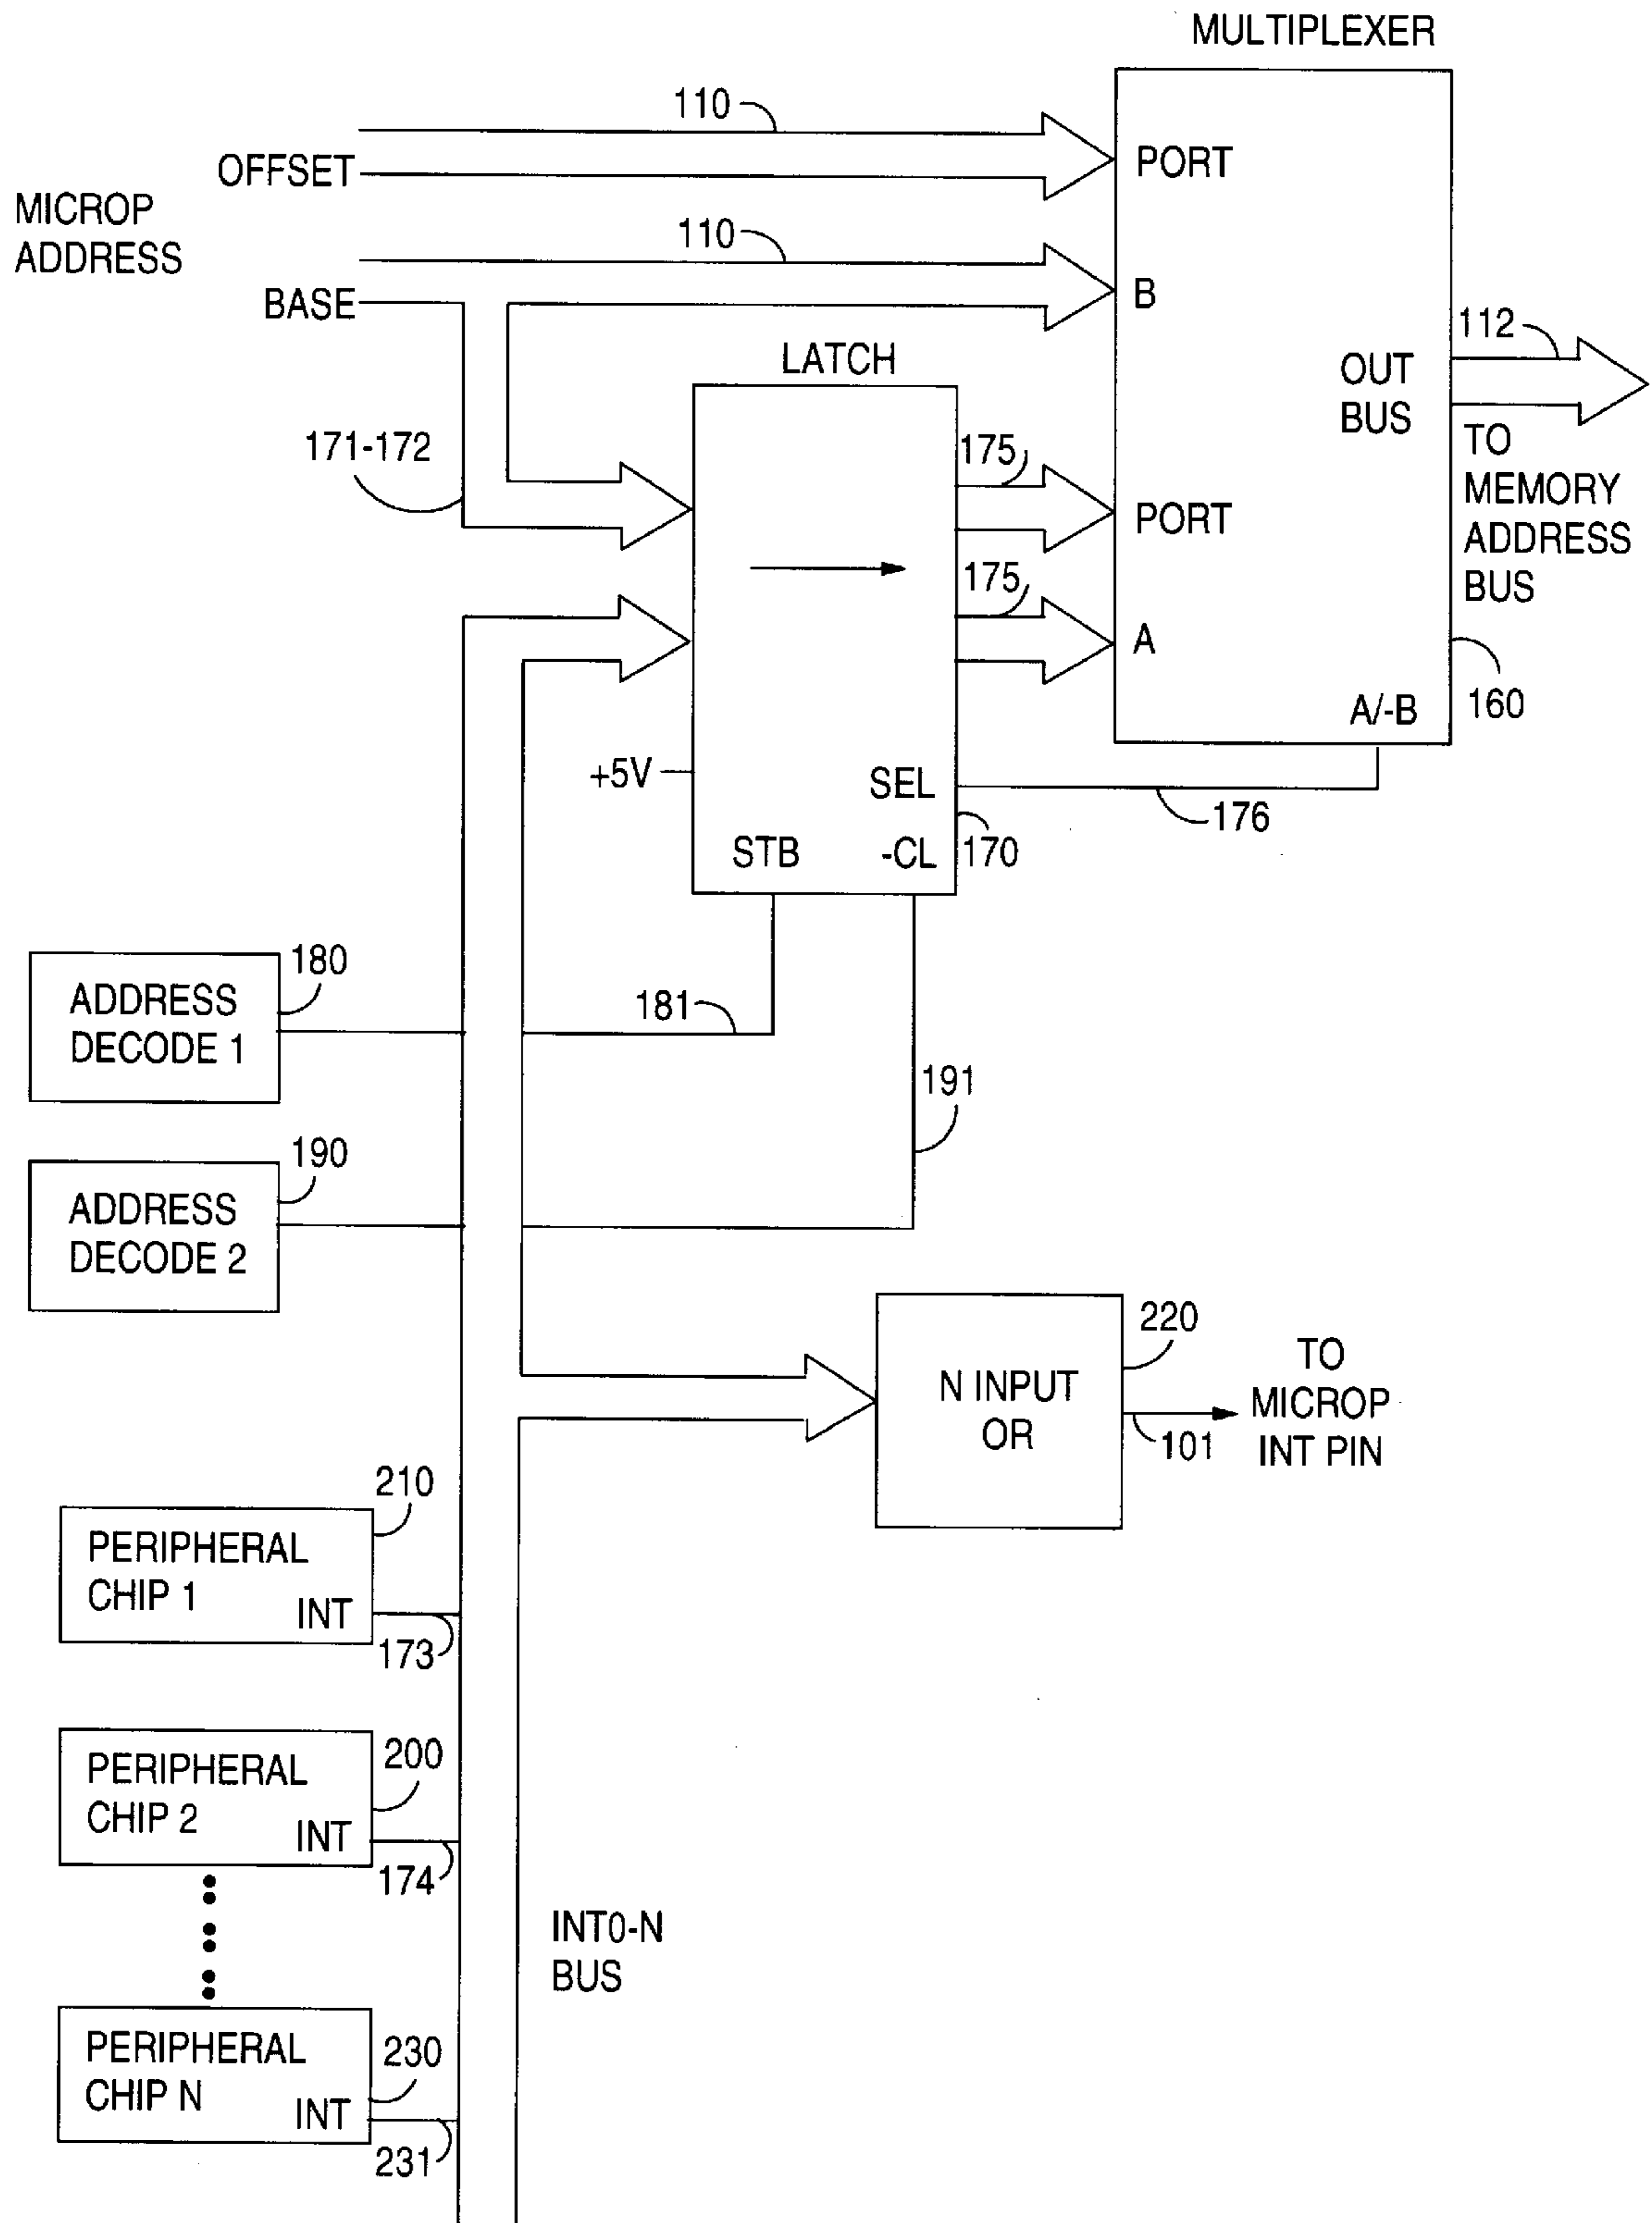 MULTIPLEXER
110
OFFSET
PORT
MICROP
ADDRESS
110
BASE
B
LATCH
112
OUT
BUS
171-172
175
TO
MEMORY
ADDRESS
BUS
PORT
175
A
A/-B
160
+5V
SEL
176
STB
-CL
170
180
ADDRESS
DECODE 1
181
191
190
ADDRESS
DECODE 2
220
N INPUT
OR
TO
MICROP
INT PIN
101
210
PERIPHERAL
CHIP 1
INT
173
200
PERIPHERAL
CHIP 2
INT
174
INT0-N
BUS
230
PERIPHERAL
CHIP N
INT
231